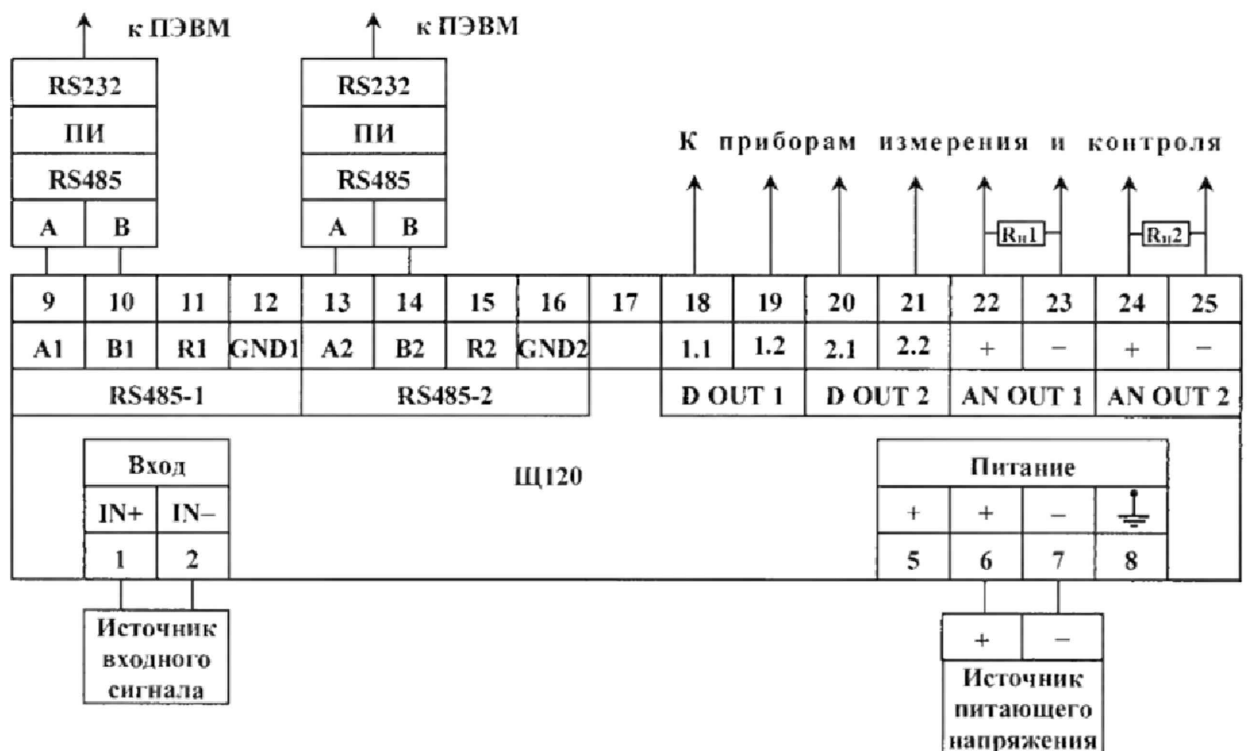 к ПЭВМ к ПЭВМ
RS232 RS232
ПИ ПИ
К приборам измерения и контроля
RS485 RS485
A B A B Rн1 Rн2
9 10 11 12 13 14 15 16 17 18 19 20 21 22 23 24 25
A1 B1 R1 GND1 A2 B2 R2 GND2 1.1 1.2 2.1 2.2 + − + −
RS485-1 RS485-2 D OUT 1 D OUT 2 AN OUT 1 AN OUT 2
Вход Щ120 Питание
IN+ IN− + + −
1 2 5 6 7 8
Источник входного сигнала
+ −
Источник питающего напряжения